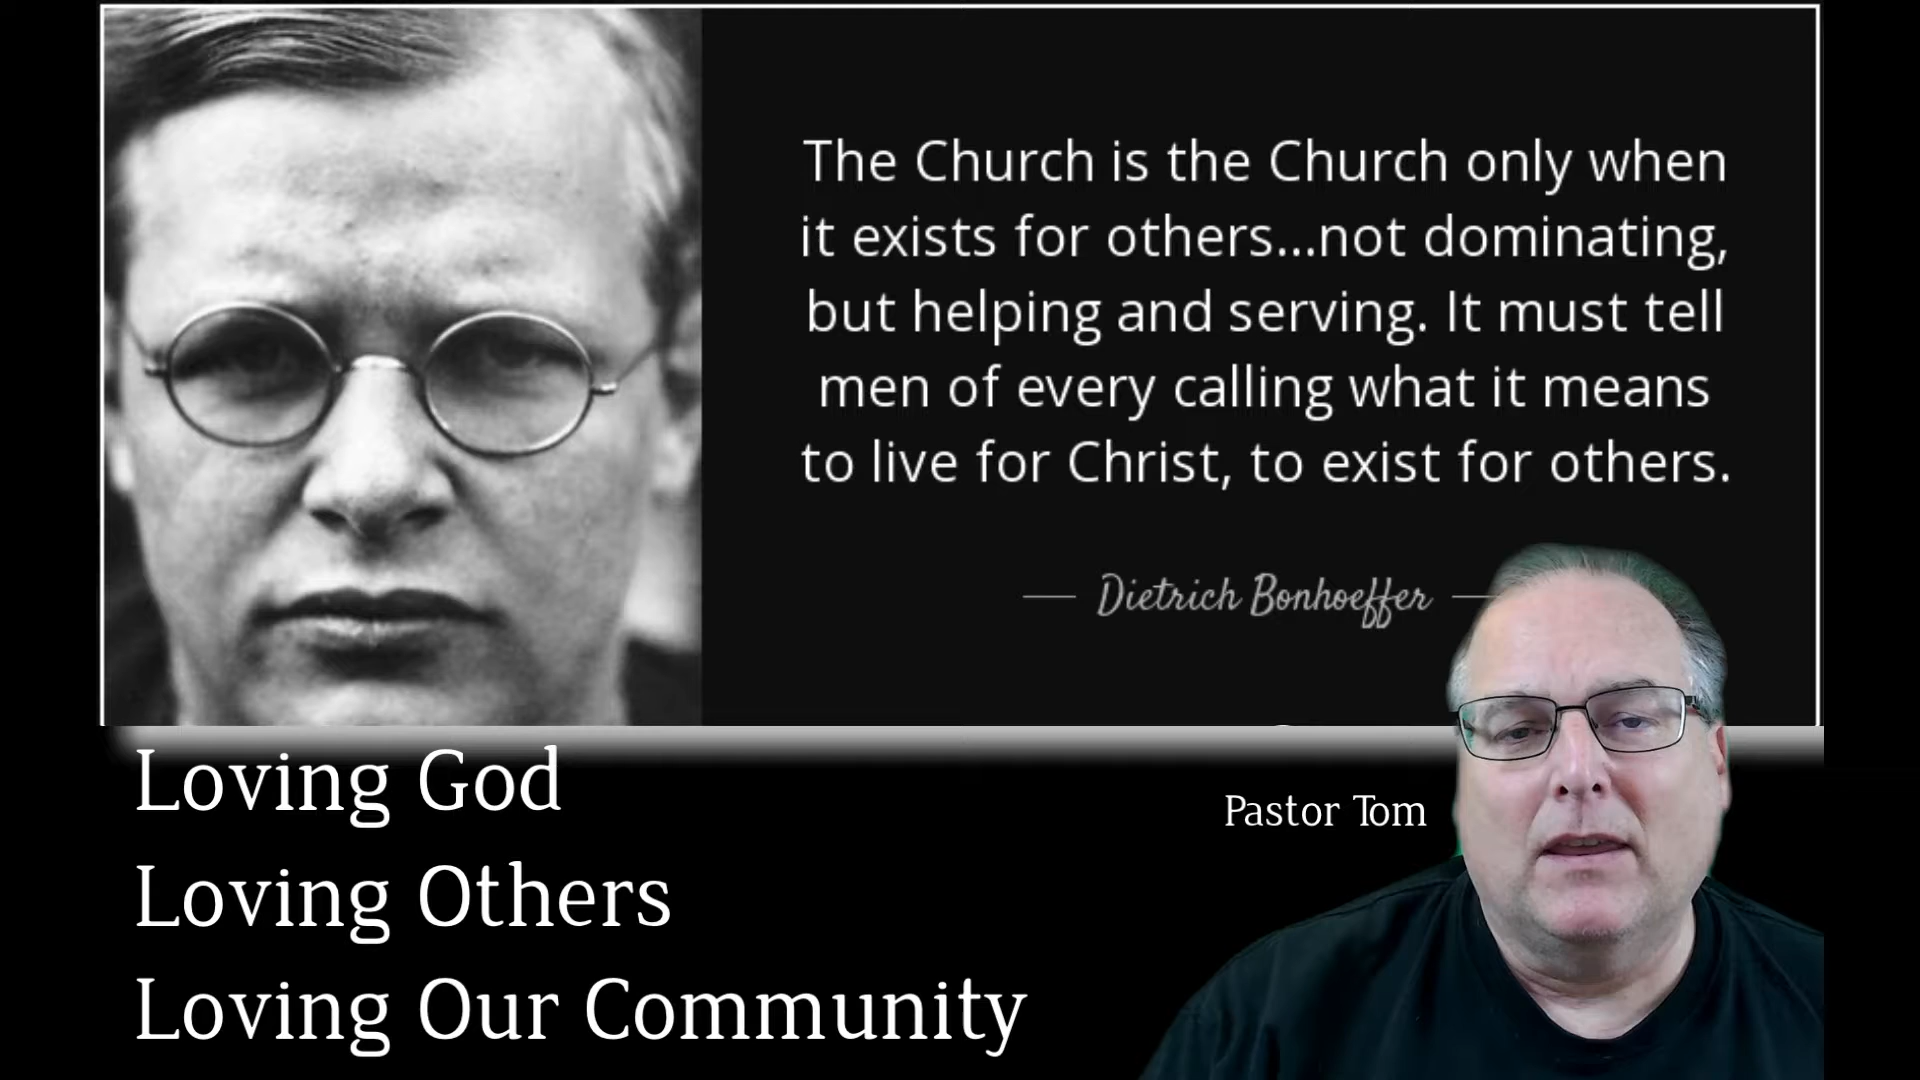 The Church is the Church only when
it exists for others...not dominating,
but helping and serving. It must tell
men of every calling what it means
to live for Christ, to exist for others.
Dietrich Bonhoeffer
Loving God
Pastor Tom
Loving Others
Loving Our Community